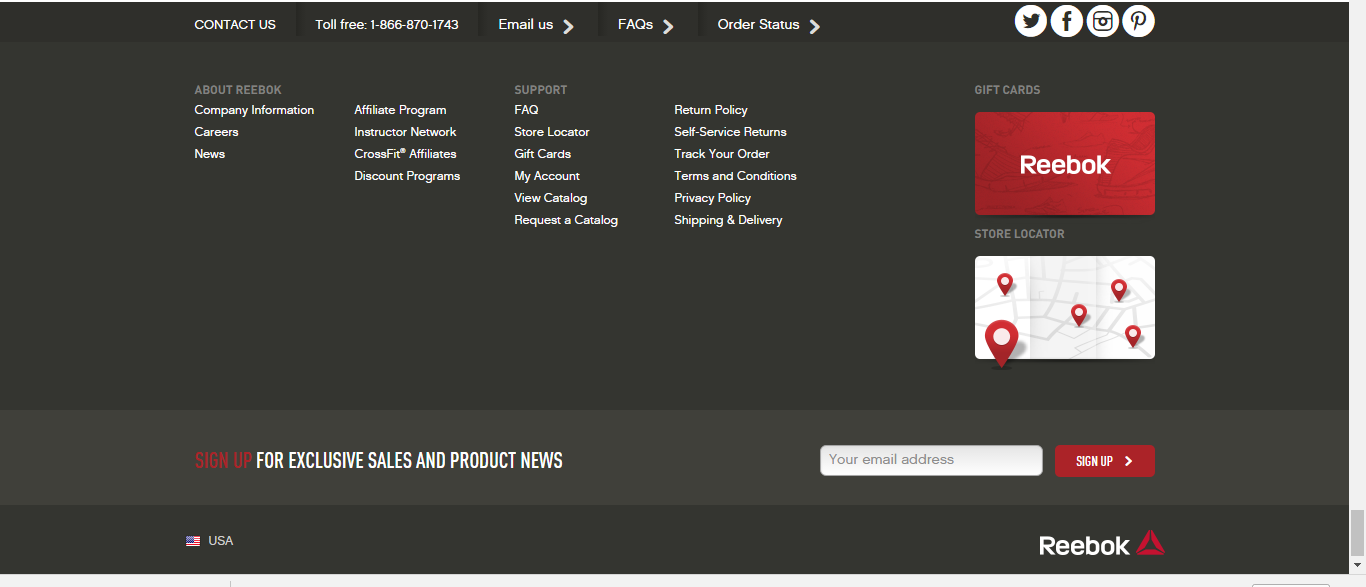 CONTACT US
Toll free: 1-866-870-1743
Email us
FAQs
Order Status
ABOUT REEBOK
Company Information
Careers
News
Affiliate Program
Instructor Network
CrossFit® Affiliates
Discount Programs
SUPPORT
FAQ
Store Locator
Gift Cards
My Account
View Catalog
Request a Catalog
Return Policy
Self-Service Returns
Track Your Order
Terms and Conditions
Privacy Policy
Shipping & Delivery
GIFT CARDS
Reebok
STORE LOCATOR
SIGN UP FOR EXCLUSIVE SALES AND PRODUCT NEWS
Your email address
SIGN UP
USA
Reebok